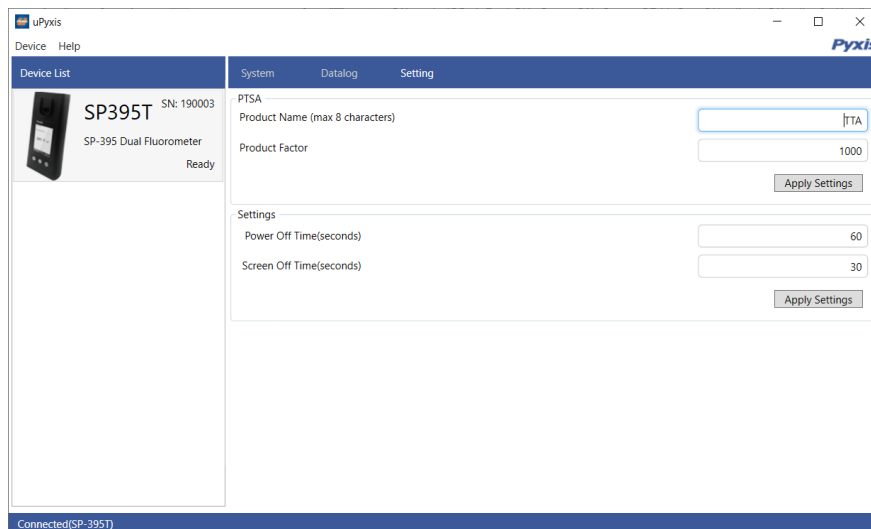 uPyxis
Device Help
Pyxis
Device List
System Datalog Setting
SP395T SN: 190003
SP-395 Dual Fluorometer
Ready
PTSA
Product Name (max 8 characters) TTA
Product Factor 1000
Apply Settings
Settings
Power Off Time(seconds) 60
Screen Off Time(seconds) 30
Apply Settings
Connected(SP-395T)